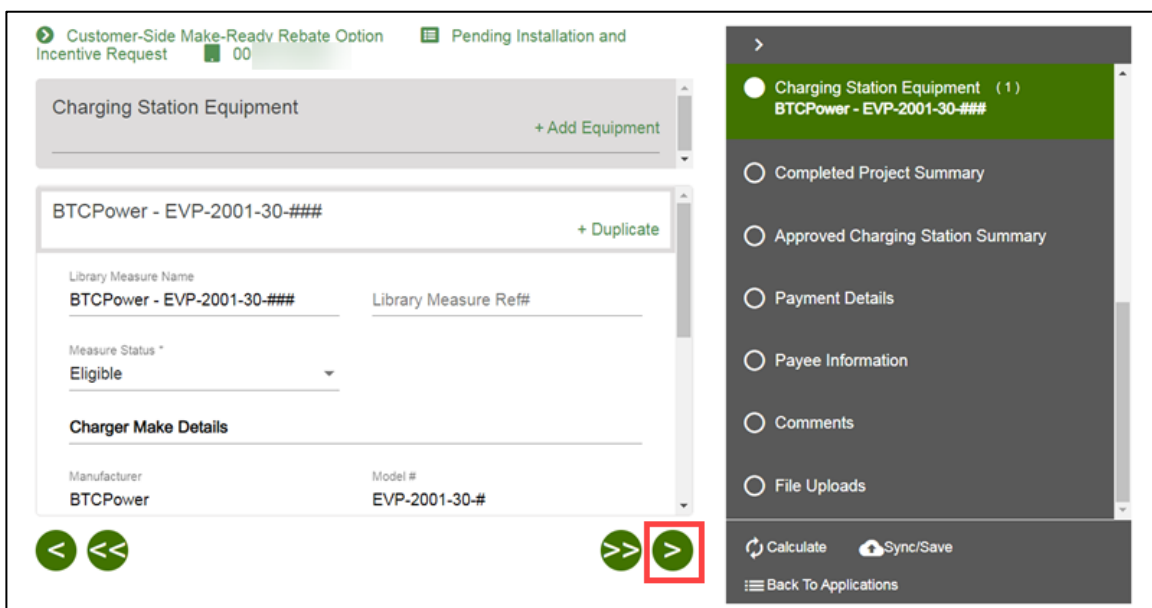 Customer-Side Make-Ready Rebate Option Pending Installation and
Incentive Request 00
Charging Station Equipment
+ Add Equipment
BTCPower - EVP-2001-30-###
+ Duplicate
Library Measure Name
BTCPower - EVP-2001-30-### Library Measure Ref#
Measure Status *
Eligible
Charger Make Details
Manufacturer Model #
BTCPower EVP-2001-30-#
< << >> >
>
Charging Station Equipment (1)
BTCPower - EVP-2001-30-###
Completed Project Summary
Approved Charging Station Summary
Payment Details
Payee Information
Comments
File Uploads
Calculate Sync/Save
Back To Applications